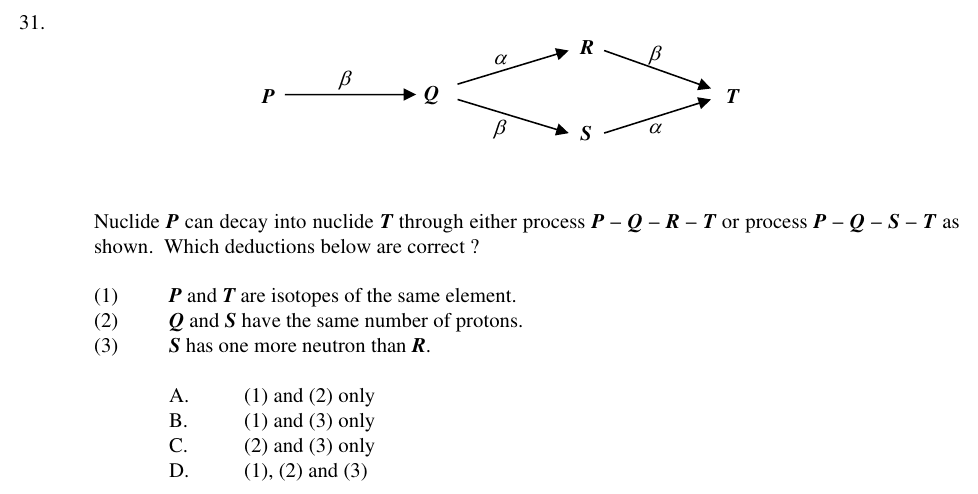 31.
R
α
β
β
P
Q
T
β
S
α
Nuclide P can decay into nuclide T through either process P – Q – R – T or process P – Q – S – T as
shown. Which deductions below are correct ?
(1) P and T are isotopes of the same element.
(2) Q and S have the same number of protons.
(3) S has one more neutron than R.
A. (1) and (2) only
B. (1) and (3) only
C. (2) and (3) only
D. (1), (2) and (3)